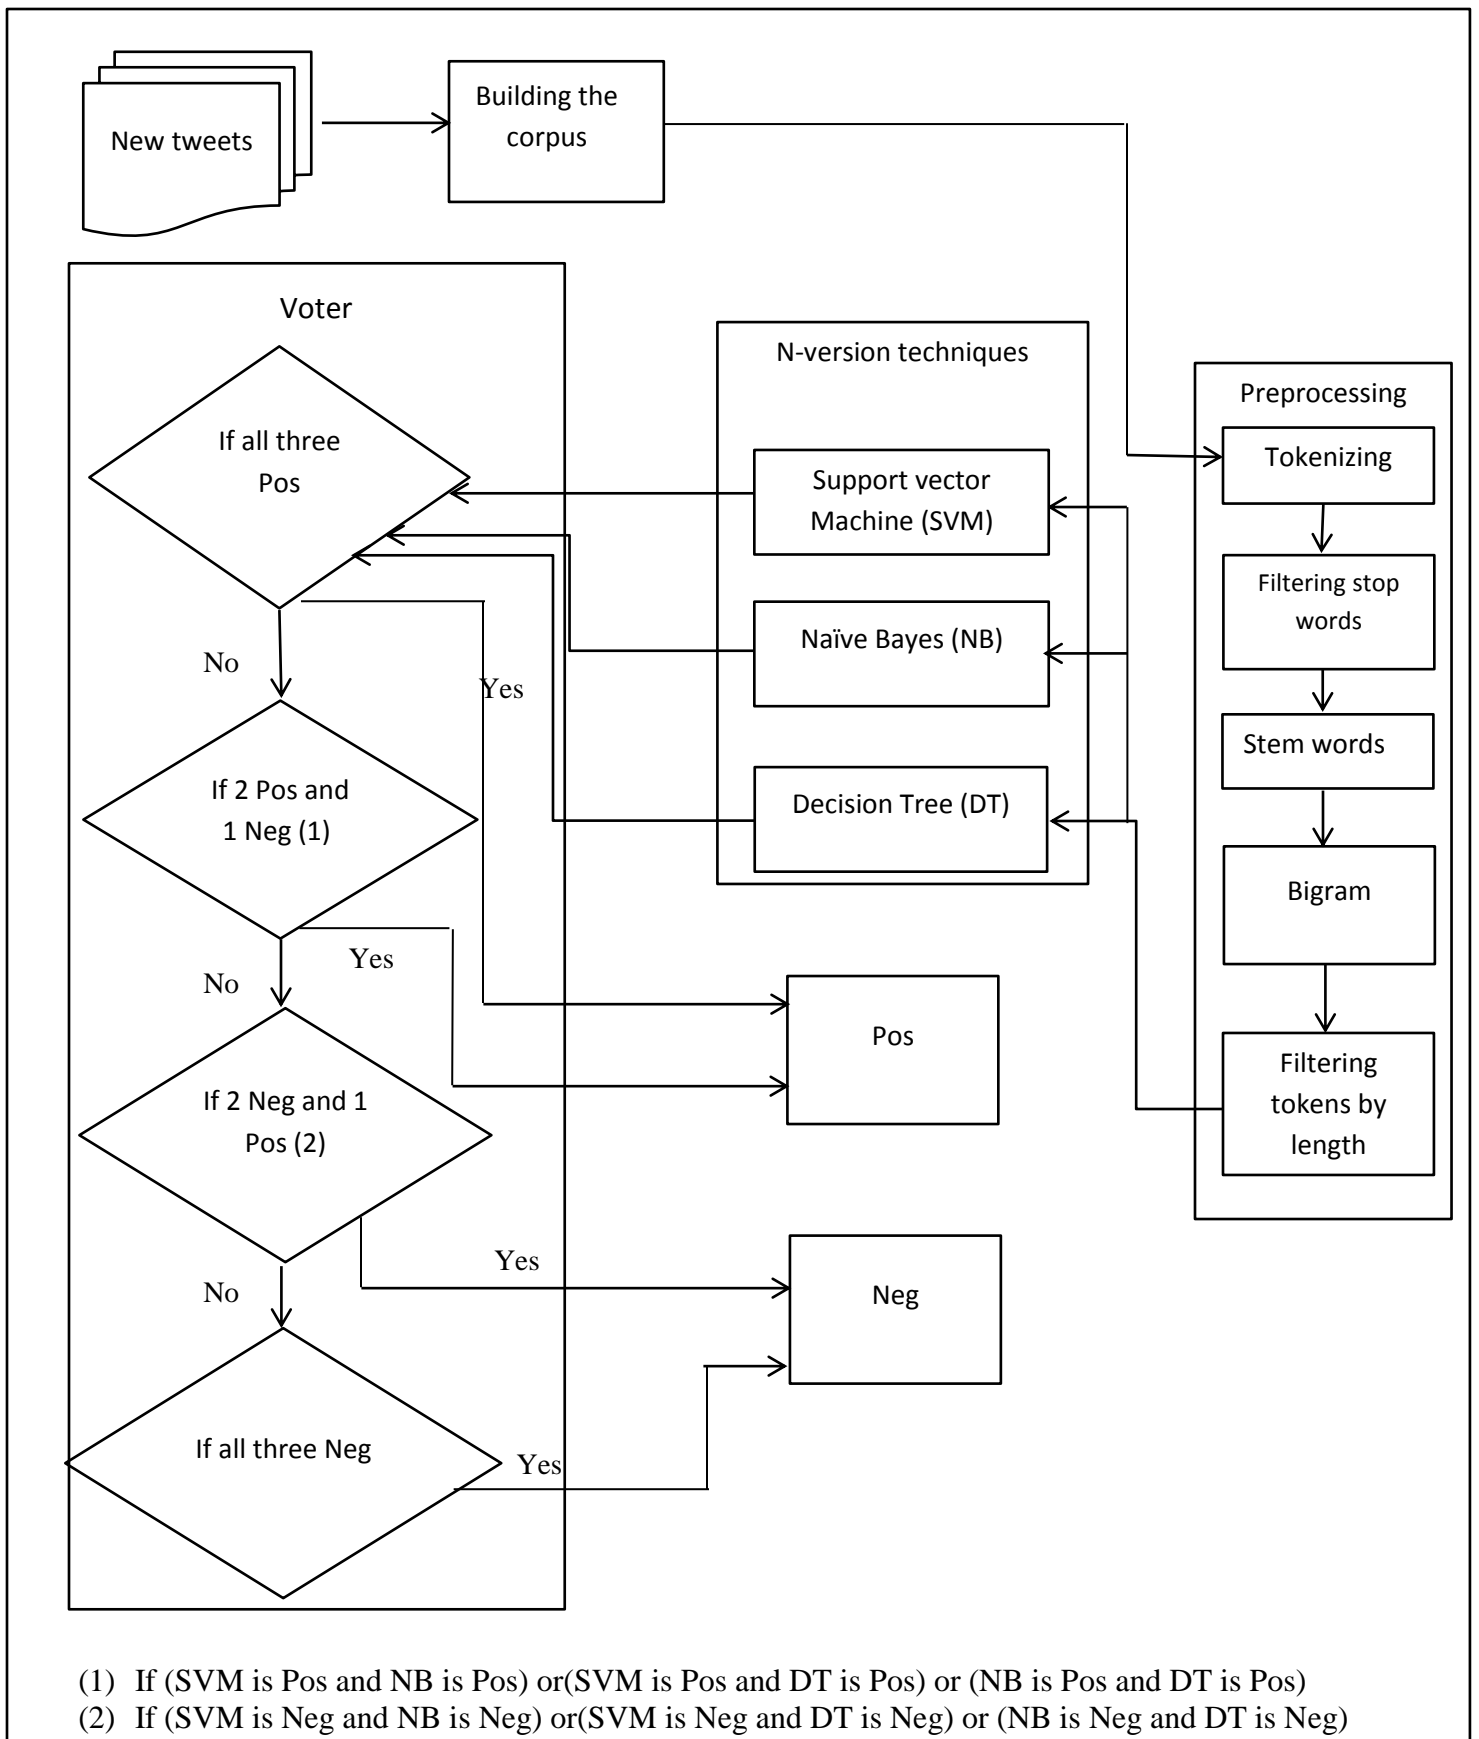 New tweets
Building the
corpus
Voter
If all three
Pos
No
Yes
If 2 Pos and
1 Neg (1)
Yes
No
If 2 Neg and 1
Pos (2)
Yes
No
If all three Neg
Yes
N-version techniques
Support vector
Machine (SVM)
Naïve Bayes (NB)
Decision Tree (DT)
Pos
Neg
Preprocessing
Tokenizing
Filtering stop
words
Stem words
Bigram
Filtering
tokens by
length
(1) If (SVM is Pos and NB is Pos) or(SVM is Pos and DT is Pos) or (NB is Pos and DT is Pos)
(2) If (SVM is Neg and NB is Neg) or(SVM is Neg and DT is Neg) or (NB is Neg and DT is Neg)